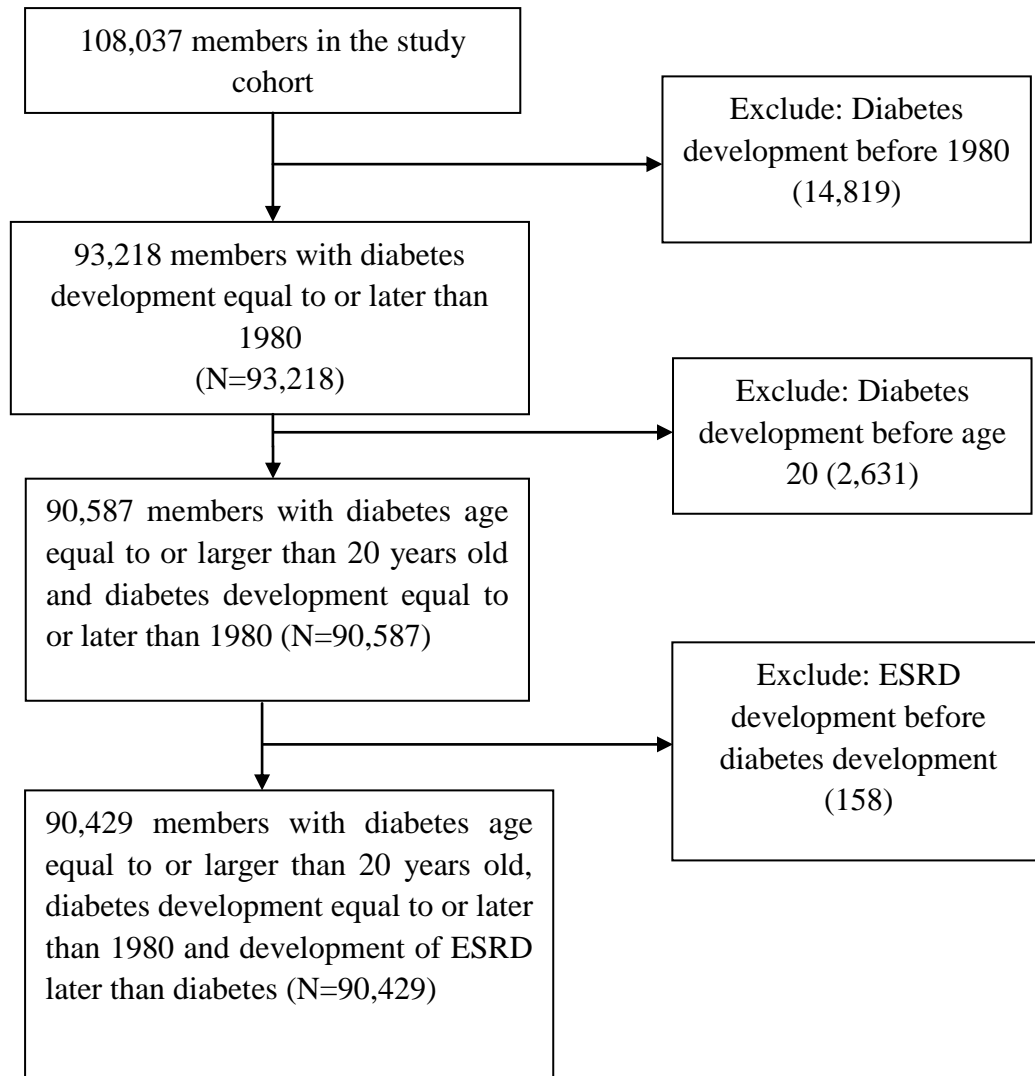 108,037 members in the study
cohort
Exclude: Diabetes
development before 1980
(14,819)
93,218 members with diabetes
development equal to or later than
1980
(N=93,218)
Exclude: Diabetes
development before age
20 (2,631)
90,587 members with diabetes age
equal to or larger than 20 years old
and diabetes development equal to
or later than 1980 (N=90,587)
Exclude: ESRD
development before
diabetes development
(158)
90,429 members with diabetes age
equal to or larger than 20 years old,
diabetes development equal to or later
than 1980 and development of ESRD
later than diabetes (N=90,429)